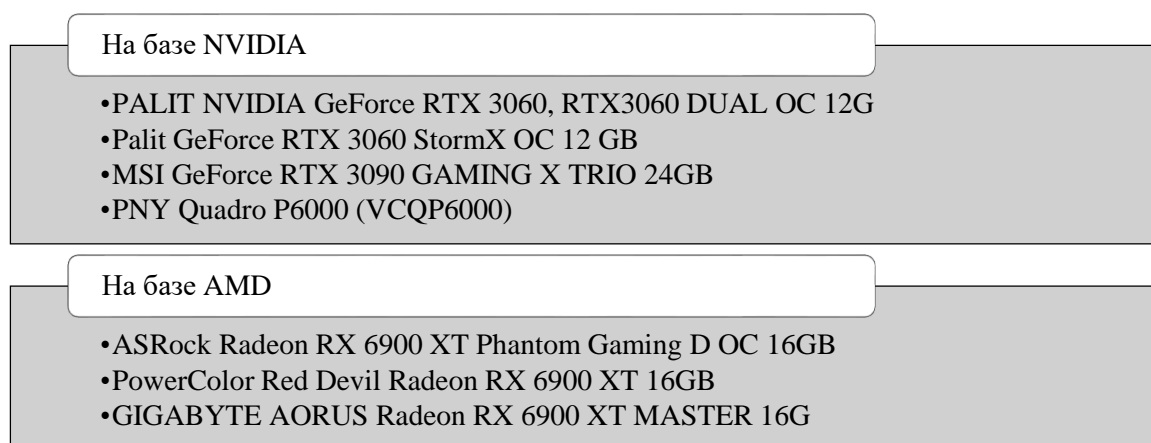 На базе NVIDIA
•PALIT NVIDIA GeForce RTX 3060, RTX3060 DUAL OC 12G
•Palit GeForce RTX 3060 StormX OC 12 GB
•MSI GeForce RTX 3090 GAMING X TRIO 24GB
•PNY Quadro P6000 (VCQP6000)
На базе AMD
•ASRock Radeon RX 6900 XT Phantom Gaming D OC 16GB
•PowerColor Red Devil Radeon RX 6900 XT 16GB
•GIGABYTE AORUS Radeon RX 6900 XT MASTER 16G